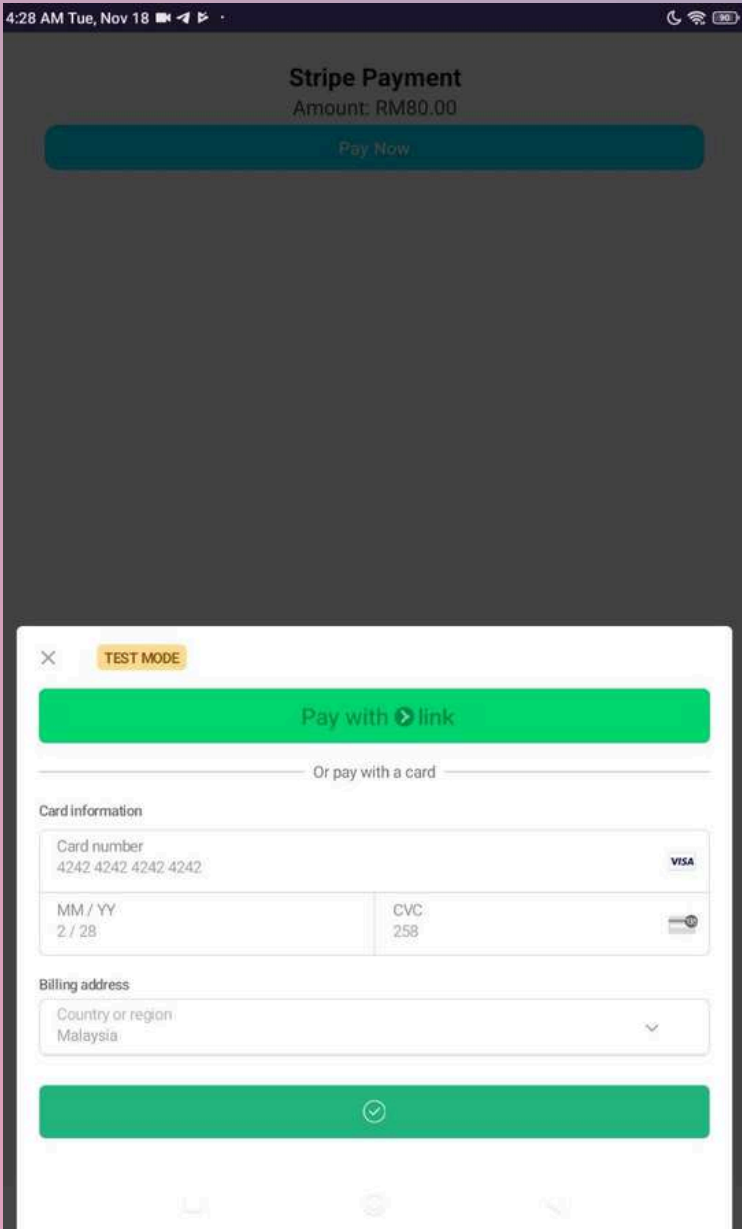 4:28 AM Tue, Nov 18
90
Stripe Payment
Amount: RM80.00
Pay Now
TEST MODE
Pay with link
Or pay with a card
Card information
Card number
4242 4242 4242 4242
VISA
MM / YY
2 / 28
CVC
258
Billing address
Country or region
Malaysia